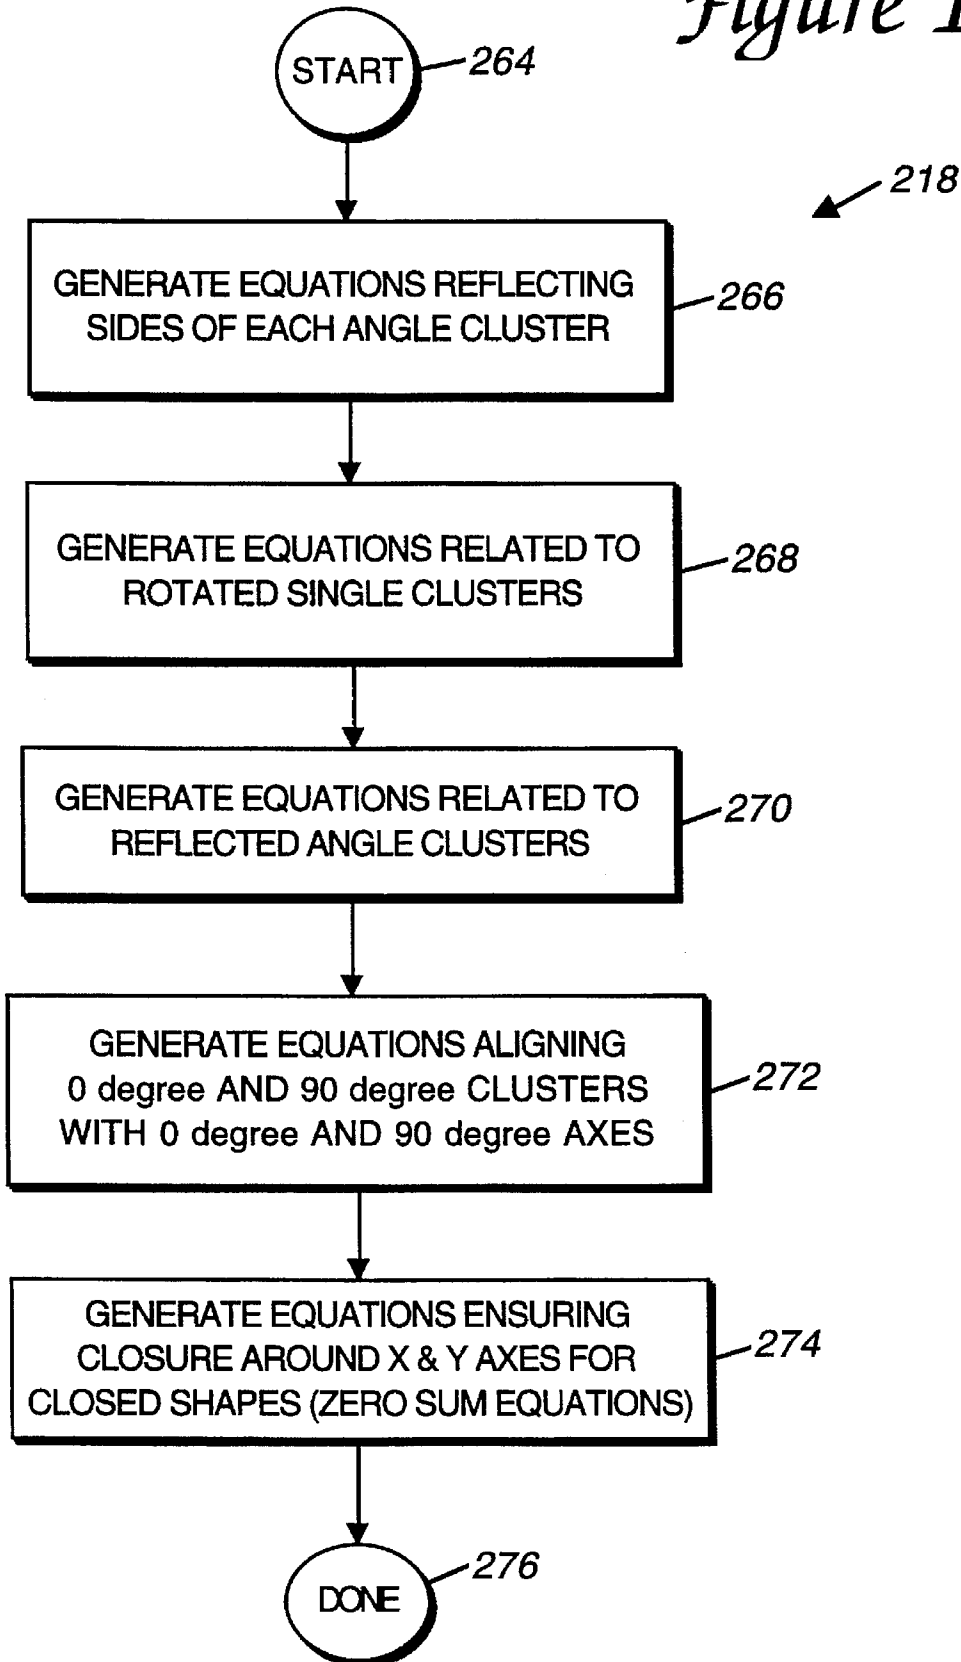 Figure 1
START
264
218
GENERATE EQUATIONS REFLECTING
SIDES OF EACH ANGLE CLUSTER
266
GENERATE EQUATIONS RELATED TO
ROTATED SINGLE CLUSTERS
268
GENERATE EQUATIONS RELATED TO
REFLECTED ANGLE CLUSTERS
270
GENERATE EQUATIONS ALIGNING
0 degree AND 90 degree CLUSTERS
WITH 0 degree AND 90 degree AXES
272
GENERATE EQUATIONS ENSURING
CLOSURE AROUND X & Y AXES FOR
CLOSED SHAPES (ZERO SUM EQUATIONS)
274
DONE
276